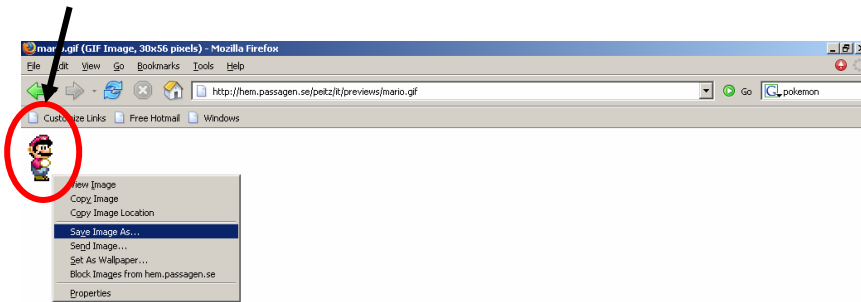 mario.gif (GIF Image, 30x56 pixels) - Mozilla Firefox
File Edit View Go Bookmarks Tools Help
http://hem.passagen.se/peitz/it/previews/mario.gif Go G pokemon
Customize Links Free Hotmail Windows
View Image
Copy Image
Copy Image Location
Save Image As...
Send Image...
Set As Wallpaper...
Block Images from hem.passagen.se
Properties